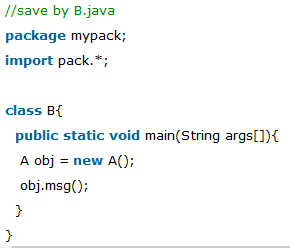 //save by B.java
package mypack;
import pack.*;
class B{
public static void main(String args[]){
A obj = new A();
obj.msg();
}
}